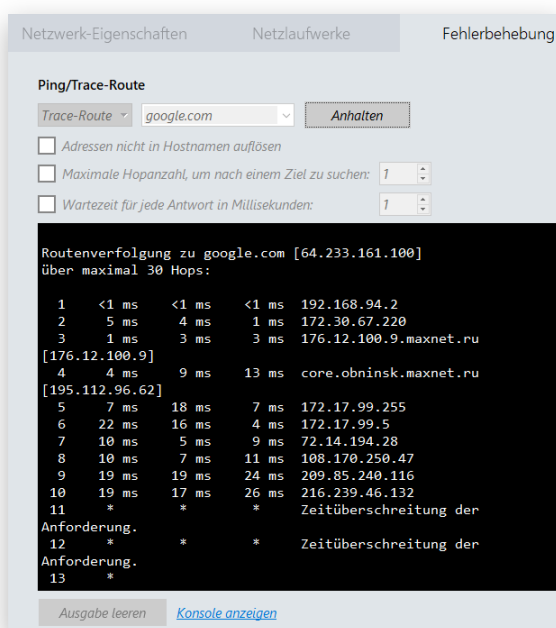 Netzwerk-Eigenschaften Netzlaufwerke Fehlerbehebung
Ping/Trace-Route
Trace-Route google.com Anhalten
Adressen nicht in Hostnamen auflösen
Maximale Hopanzahl, um nach einem Ziel zu suchen: 1
Wartezeit für jede Antwort in Millisekunden: 1
Routenverfolgung zu google.com [64.233.161.100]
über maximal 30 Hops:
1 <1 ms <1 ms <1 ms 192.168.94.2
2 5 ms 4 ms 1 ms 172.30.67.220
3 1 ms 3 ms 3 ms 176.12.100.9.maxnet.ru
[176.12.100.9]
4 4 ms 9 ms 13 ms core.obninsk.maxnet.ru
[195.112.96.62]
5 7 ms 18 ms 7 ms 172.17.99.255
6 22 ms 16 ms 4 ms 172.17.99.5
7 10 ms 5 ms 9 ms 72.14.194.28
8 10 ms 7 ms 11 ms 108.170.250.47
9 19 ms 19 ms 24 ms 209.85.240.116
10 19 ms 17 ms 26 ms 216.239.46.132
11 * * * Zeitüberschreitung der
Anforderung.
12 * * * Zeitüberschreitung der
Anforderung.
13 *
Ausgabe leeren Konsole anzeigen